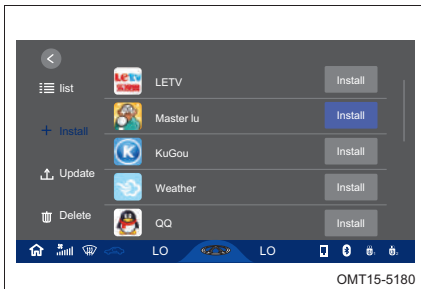 list
LETV
Install
+ Install
Master lu
Install
KuGou
Install
Update
Weather
Install
Delete
QQ
Install
LO
LO
OMT15-5180